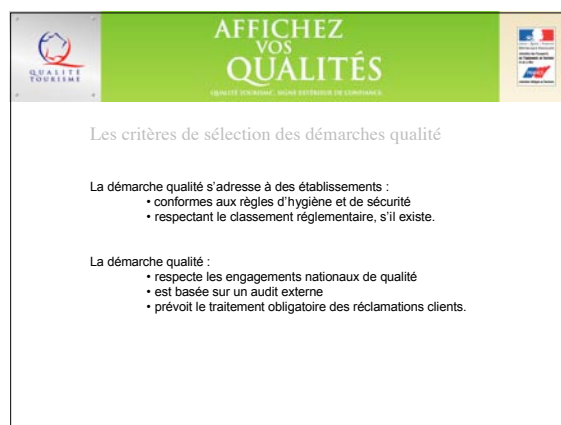 QUALITÉ
TOURISME
AFFICHEZ
VOS
QUALITÉS
QUALITÉ TOURISME, SIGNE EXTÉRIEUR DE CONFIANCE.
Les critères de sélection des démarches qualité
La démarche qualité s’adresse à des établissements :
• conformes aux règles d’hygiène et de sécurité
• respectant le classement réglementaire, s’il existe.
La démarche qualité :
• respecte les engagements nationaux de qualité
• est basée sur un audit externe
• prévoit le traitement obligatoire des réclamations clients.